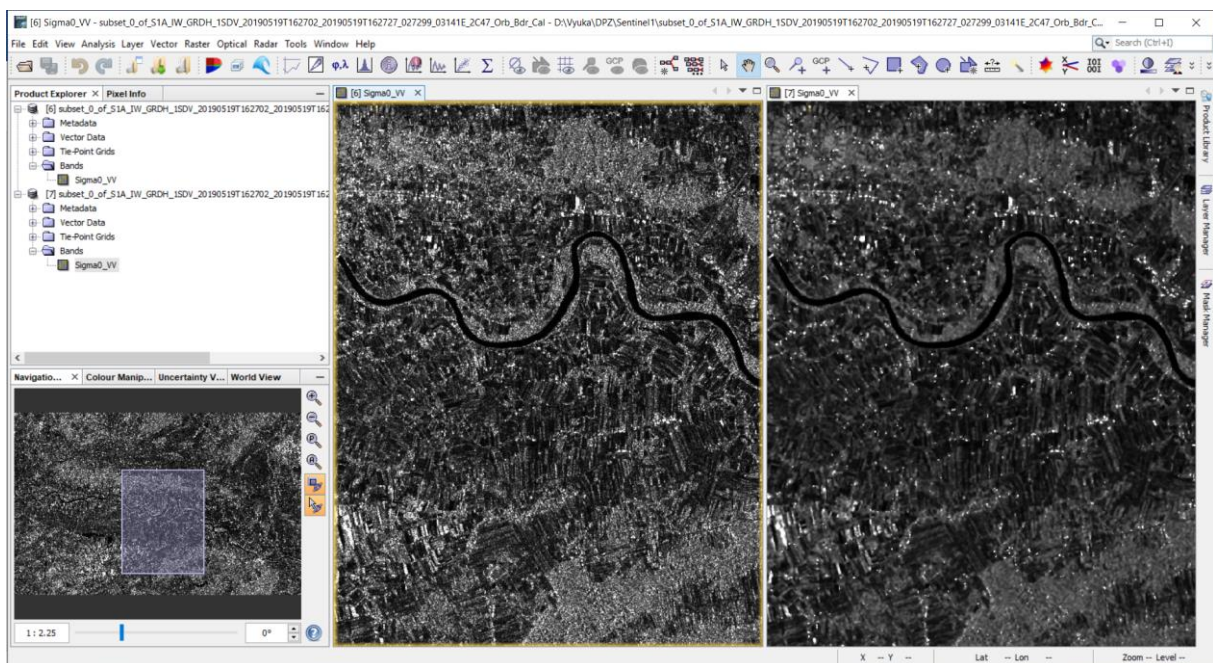 [6] Sigma0_VV - subset_0_of_S1A_IW_GRDH_1SDV_20190519T162702_20190519T162727_027299_03141E_2C47_Orb_Bdr_Cal - D:\Vyuka\DPZ\Sentinel1\subset_0_of_S1A_IW_GRDH_1SDV_20190519T162702_20190519T162727_027299_03141E_2C47_Orb_Bdr_C...
File Edit View Analysis Layer Vector Raster Optical Radar Tools Window Help
Search (Ctrl+I)
φ,λ Σ GCP GCP
Product Explorer × Pixel Info
[6] subset_0_of_S1A_IW_GRDH_1SDV_20190519T162702_20190519T162
Metadata
Vector Data
Tie-Point Grids
Bands
Sigma0_VV
[7] subset_0_of_S1A_IW_GRDH_1SDV_20190519T162702_20190519T162
Metadata
Vector Data
Tie-Point Grids
Bands
Sigma0_VV
[6] Sigma0_VV ×
[7] Sigma0_VV ×
Product Library
Layer Manager
Mask Manager
Navigatio... × Colour Manip... Uncertainty V... World View
1 : 2.25
0°
X -- Y -- Lat -- Lon -- Zoom -- Level --